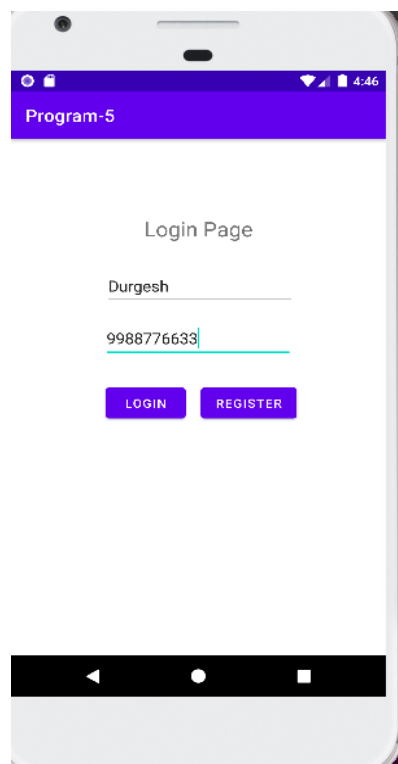 4:46
Program-5
Login Page
Durgesh
9988776633
LOGIN REGISTER